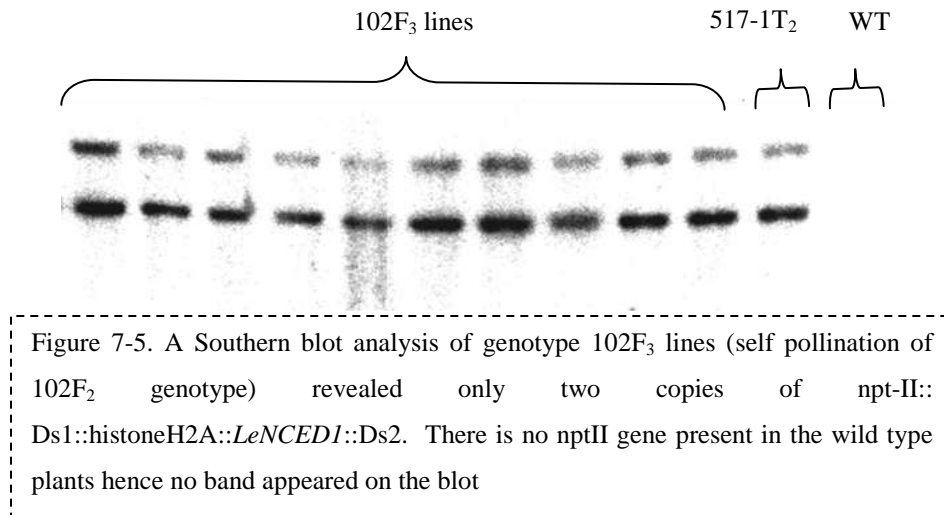 102F₃ lines 517-1T₂ WT
Figure 7-5. A Southern blot analysis of genotype 102F₃ lines (self pollination of
102F₂ genotype) revealed only two copies of npt-II::
Ds1::histoneH2A::LeNCED1::Ds2. There is no nptII gene present in the wild type
plants hence no band appeared on the blot